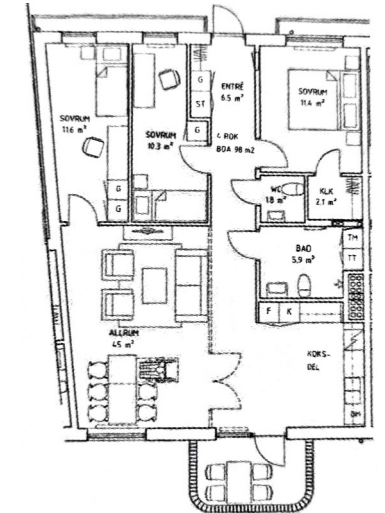 G
ENTRÉ
6.5 m²
ST
SOVRUM
11.4 m²
SOVRUM
11.6 m²
SOVRUM
10.3 m²
G
4 ROK
BOA 98 m2
G
G
WC
1.8 m²
KLK
2.1 m²
BAD
5.9 m²
TM
TT
F K
ALLRUM
45 m²
KÖKS-
DEL
DM